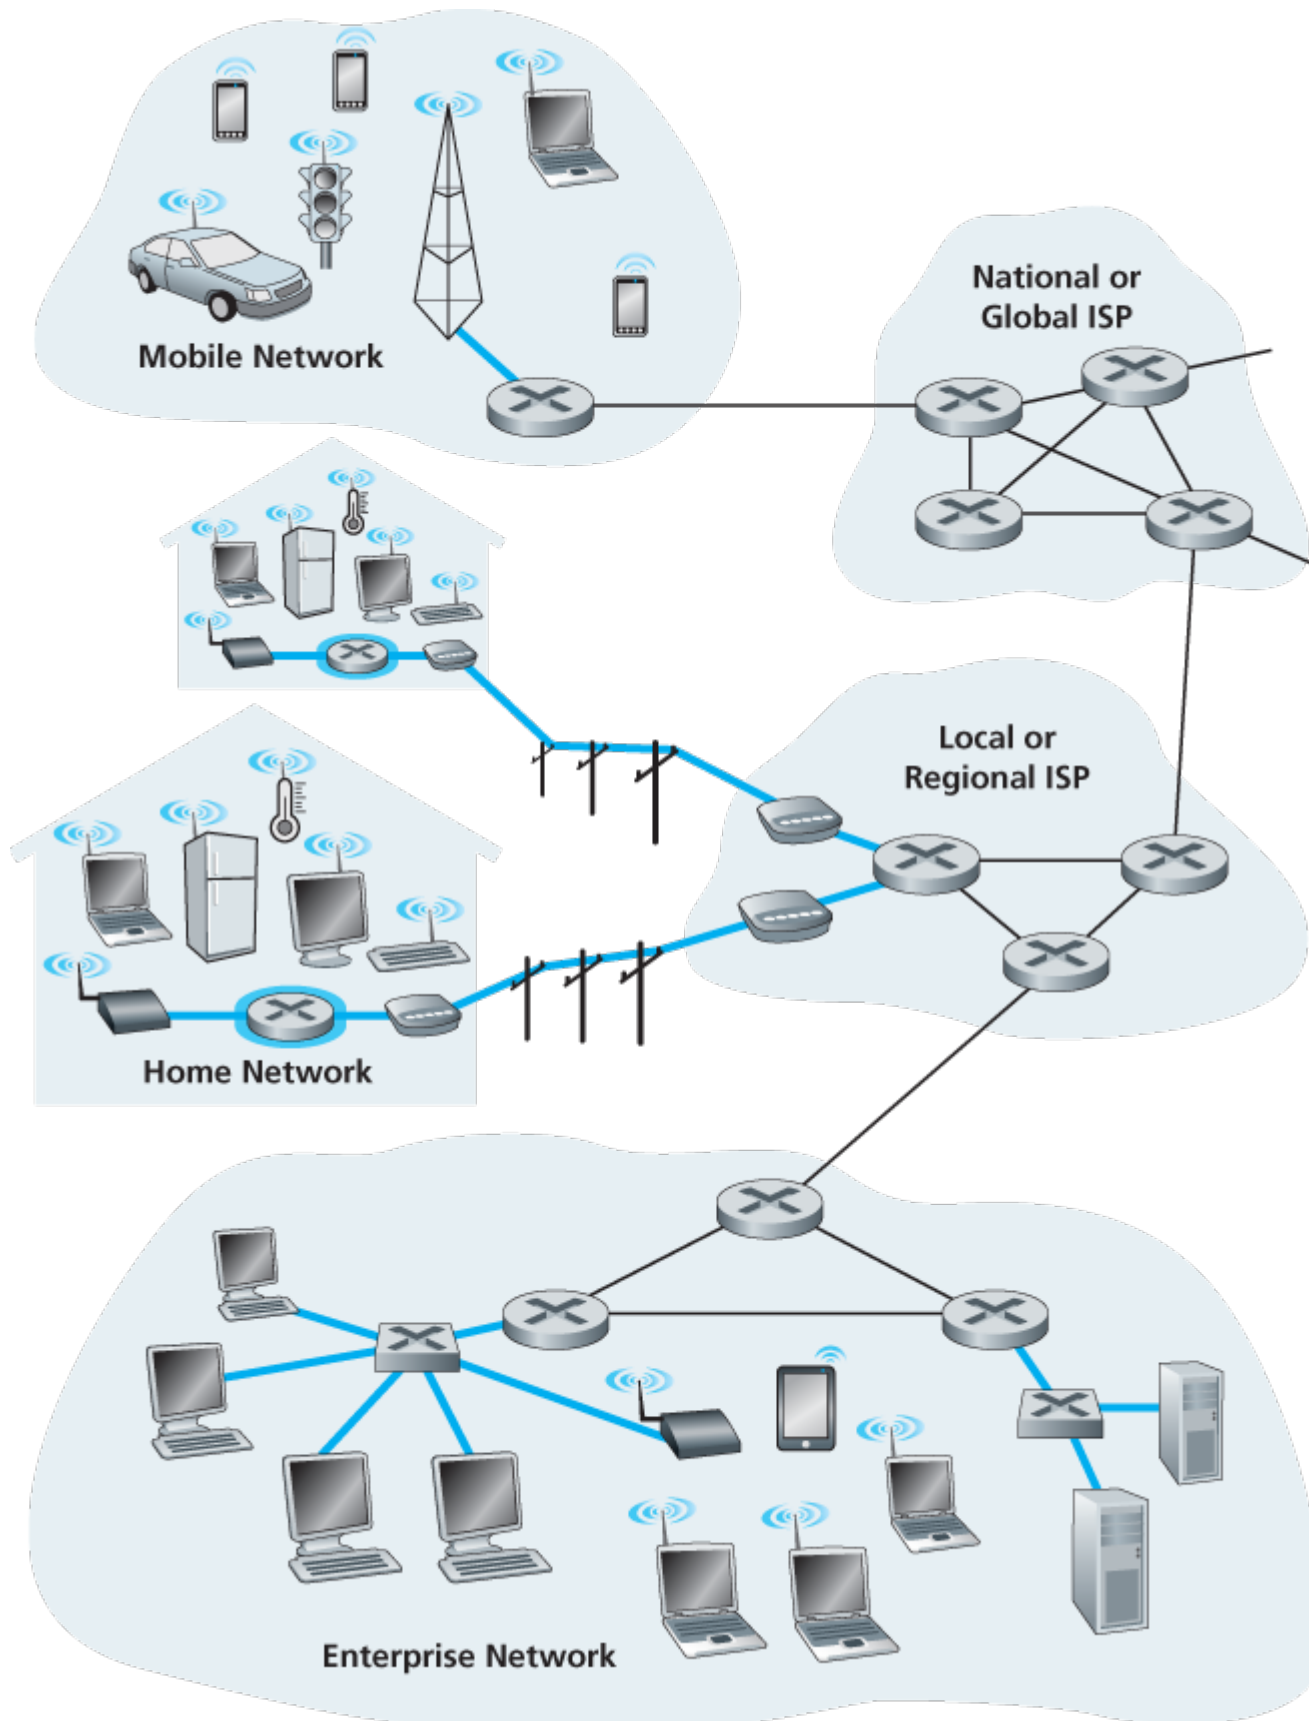 Mobile Network
National or
Global ISP
Local or
Regional ISP
Home Network
Enterprise Network